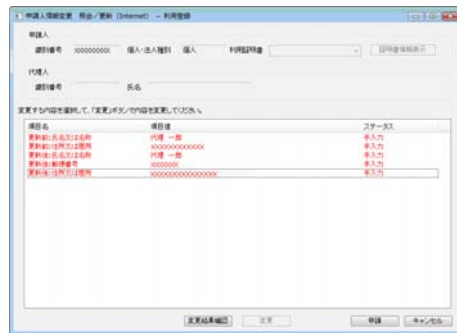 申請人情報変更 照会／更新 (Internet) － 利用登録
申請人
識別番号 XXXXXXXXX 個人・法人種別 個人 利用証明書 証明書情報表示
代理人
識別番号 氏名
変更する内容を選択して、「変更」ボタンで内容を変更してください。
項目名 項目値 ステータス
更新前:氏名又は名称 代理 一郎 手入力
更新前:住所又は居所 XXXXXXXXXXXXX 手入力
更新後:氏名又は名称 代理 一郎 手入力
更新後:郵便番号 XXXXXXX 手入力
更新後:住所又は居所 XXXXXXXXXXXXXXXX 手入力
変更結果確認 変更 申請 キャンセル